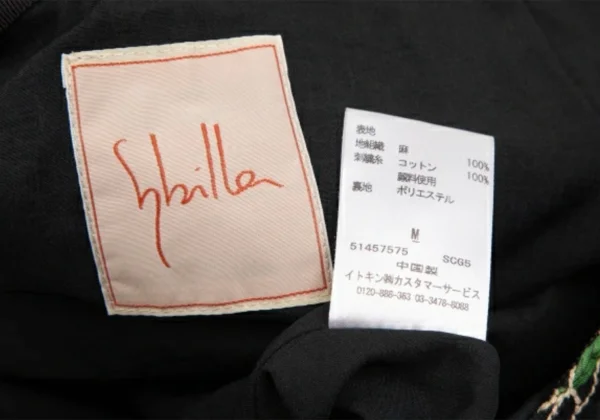 Sybilla
表地
地組織 麻 100%
刺繍糸 コットン 100%
顔料使用
裏地 ポリエステル
M
51457575 SCG5
中国製
イトキン㈱カスタマーサービス
0120-888-363 03-3478-8088